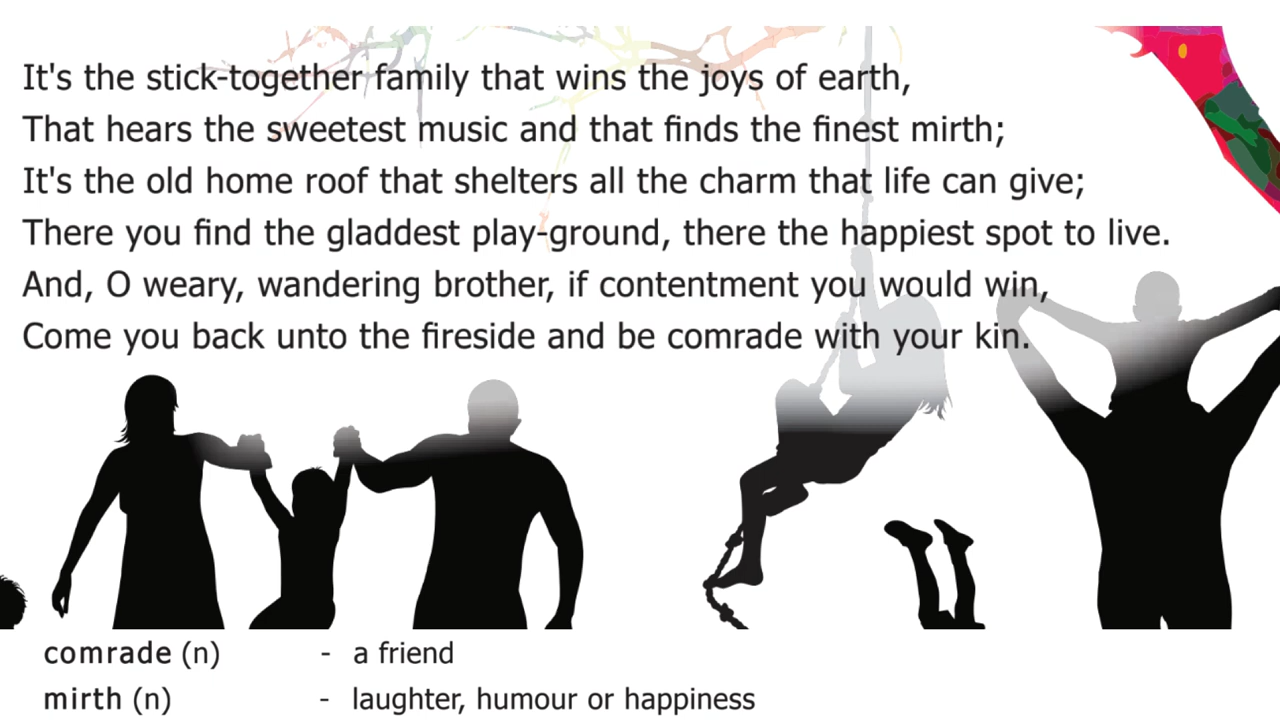 It's the stick-together family that wins the joys of earth,
That hears the sweetest music and that finds the finest mirth;
It's the old home roof that shelters all the charm that life can give;
There you find the gladdest play-ground, there the happiest spot to live.
And, O weary, wandering brother, if contentment you would win,
Come you back unto the fireside and be comrade with your kin.
comrade (n) - a friend
mirth (n) - laughter, humour or happiness